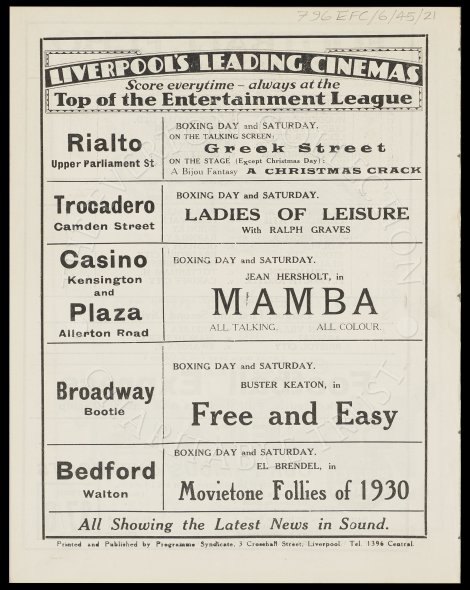 796 EFC/6/45/21
LIVERPOOL'S LEADING CINEMAS
Score everytime - always at the
Top of the Entertainment League
Rialto
Upper Parliament St
BOXING DAY and SATURDAY.
ON THE TALKING SCREEN:
Greek Street
ON THE STAGE (Except Christmas Day):
A Bijou Fantasy A CHRISTMAS CRACK
Trocadero
Camden Street
BOXING DAY and SATURDAY.
LADIES OF LEISURE
With RALPH GRAVES
Casino
Kensington
and
Plaza
Allerton Road
BOXING DAY and SATURDAY.
JEAN HERSHOLT, in
MAMBA
ALL TALKING. ALL COLOUR.
Broadway
Bootle
BOXING DAY and SATURDAY.
BUSTER KEATON, in
Free and Easy
Bedford
Walton
BOXING DAY and SATURDAY.
EL BRENDEL, in
Movietone Follies of 1930
All Showing the Latest News in Sound.
Printed and Published by Programme Syndicate, 3 Crosshall Street, Liverpool. Tel. 1396 Central.